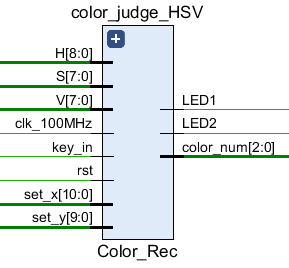 color_judge_HSV
H[8:0]
S[7:0]
V[7:0]
LED1
clk_100MHz
LED2
key_in
color_num[2:0]
rst
set_x[10:0]
set_y[9:0]
Color_Rec